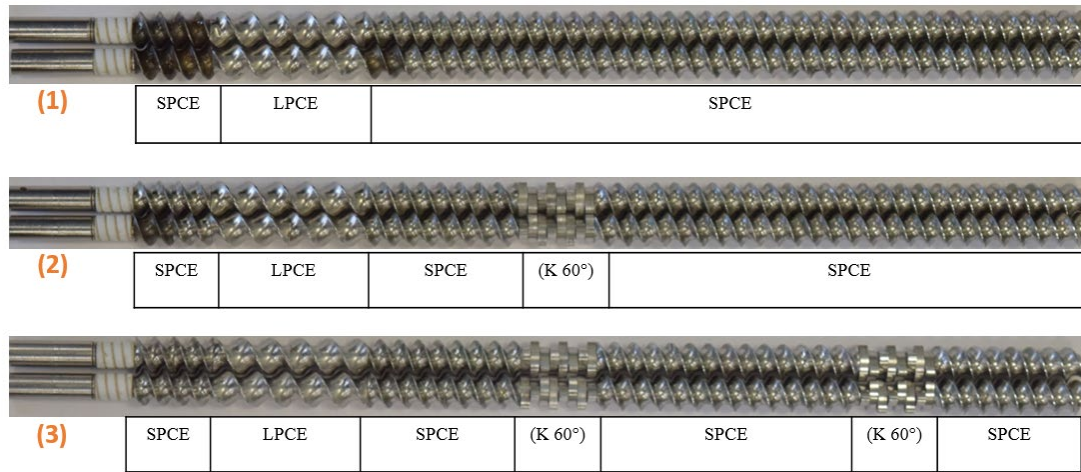 (1)
SPCE LPCE SPCE
(2)
SPCE LPCE SPCE (K 60°) SPCE
(3)
SPCE LPCE SPCE (K 60°) SPCE (K 60°) SPCE